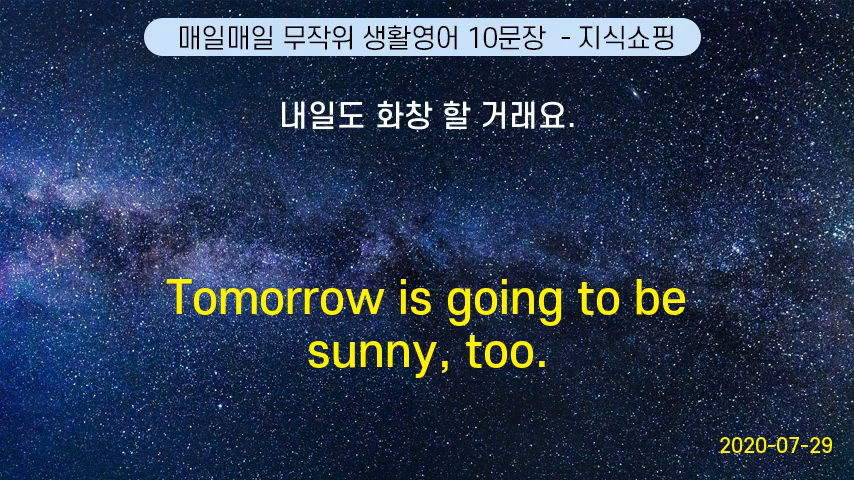 매일매일 무작위 생활영어 10문장 - 지식쇼핑
내일도 화창 할 거래요.
Tomorrow is going to be
sunny, too.
2020-07-29